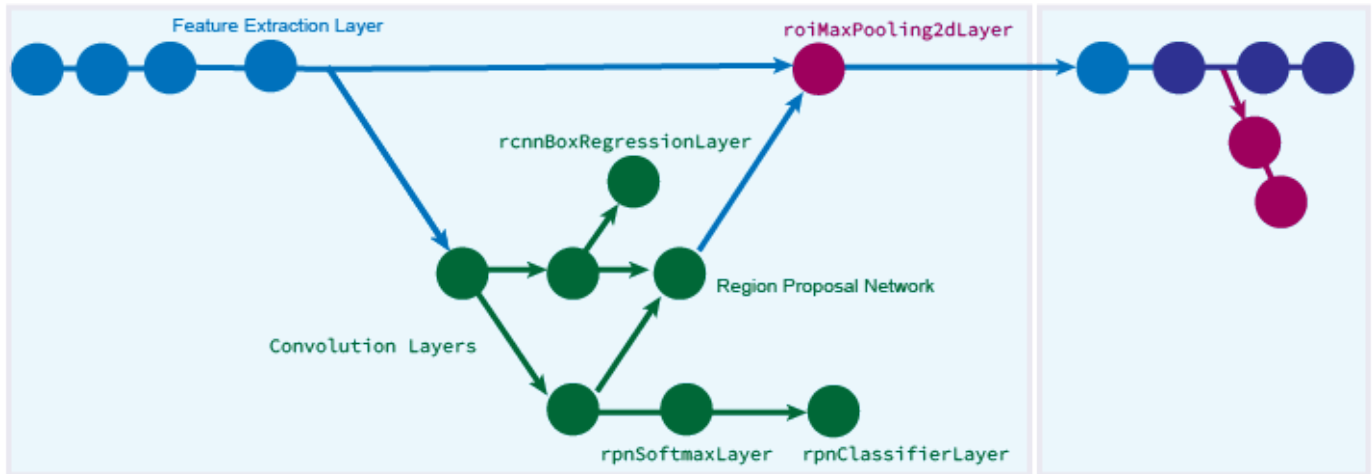 Feature Extraction Layer
roiMaxPooling2dLayer
rcnnBoxRegressionLayer
Region Proposal Network
Convolution Layers
rpnSoftmaxLayer
rpnClassifierLayer